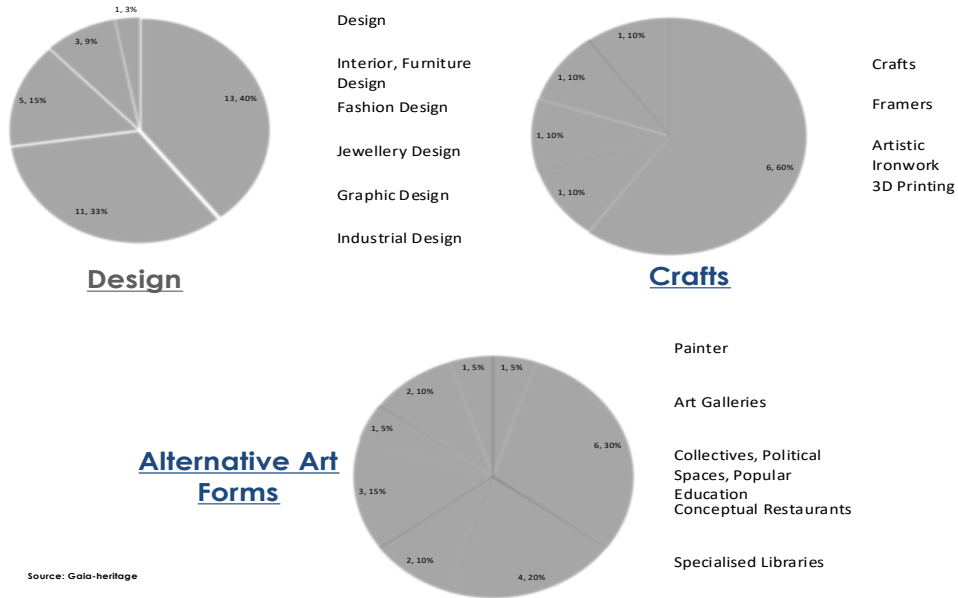 1, 3%
3, 9%
5, 15%
13, 40%
11, 33%
Design
Interior, Furniture
Design
Fashion Design
Jewellery Design
Graphic Design
Industrial Design
Design
1, 10%
1, 10%
1, 10%
1, 10%
6, 60%
Crafts
Framers
Artistic
Ironwork
3D Printing
Crafts
1, 5%
1, 5%
2, 10%
1, 5%
6, 30%
3, 15%
2, 10%
4, 20%
Alternative Art
Forms
Painter
Art Galleries
Collectives, Political
Spaces, Popular
Education
Conceptual Restaurants
Specialised Libraries
Source: Gaia-heritage